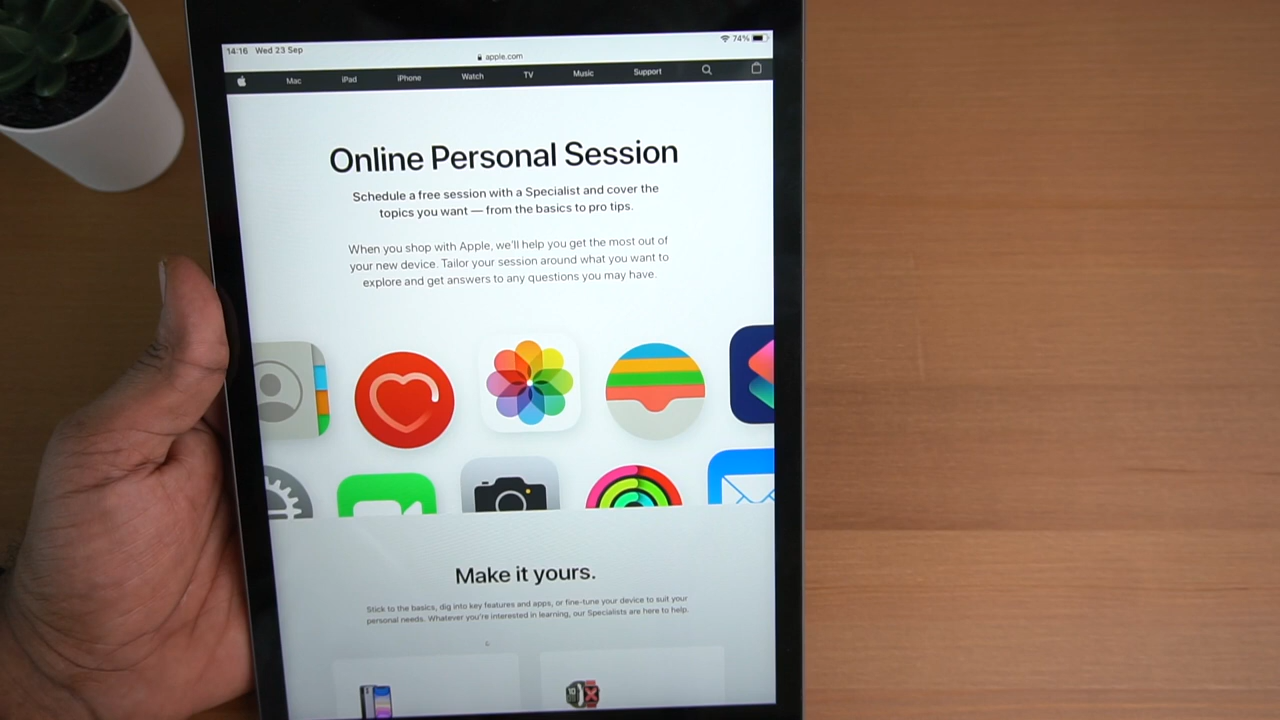 14:16 Wed 23 Sep
74%
apple.com
Mac iPad iPhone Watch TV Music Support
Online Personal Session
Schedule a free session with a Specialist and cover the
topics you want — from the basics to pro tips.
When you shop with Apple, we'll help you get the most out of
your new device. Tailor your session around what you want to
explore and get answers to any questions you may have.
Make it yours.
Stick to the basics, dig into key features and apps, or fine-tune your device to suit your
personal needs. Whatever you're interested in learning, our Specialists are here to help.